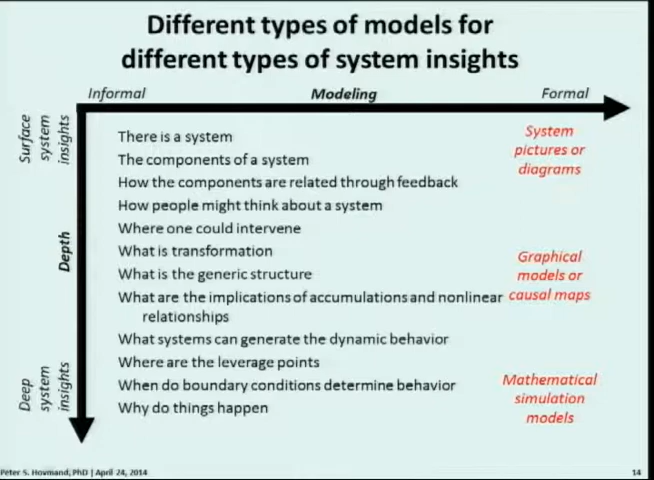 Different types of models for
different types of system insights
Informal Modeling Formal
Surface
system
insights
Depth
Deep
system
insights
There is a system
The components of a system
How the components are related through feedback
How people might think about a system
Where one could intervene
What is transformation
What is the generic structure
What are the implications of accumulations and nonlinear
relationships
What systems can generate the dynamic behavior
Where are the leverage points
When do boundary conditions determine behavior
Why do things happen
System
pictures or
diagrams
Graphical
models or
causal maps
Mathematical
simulation
models
Peter S. Hovmand, PhD | April 24, 2014
14